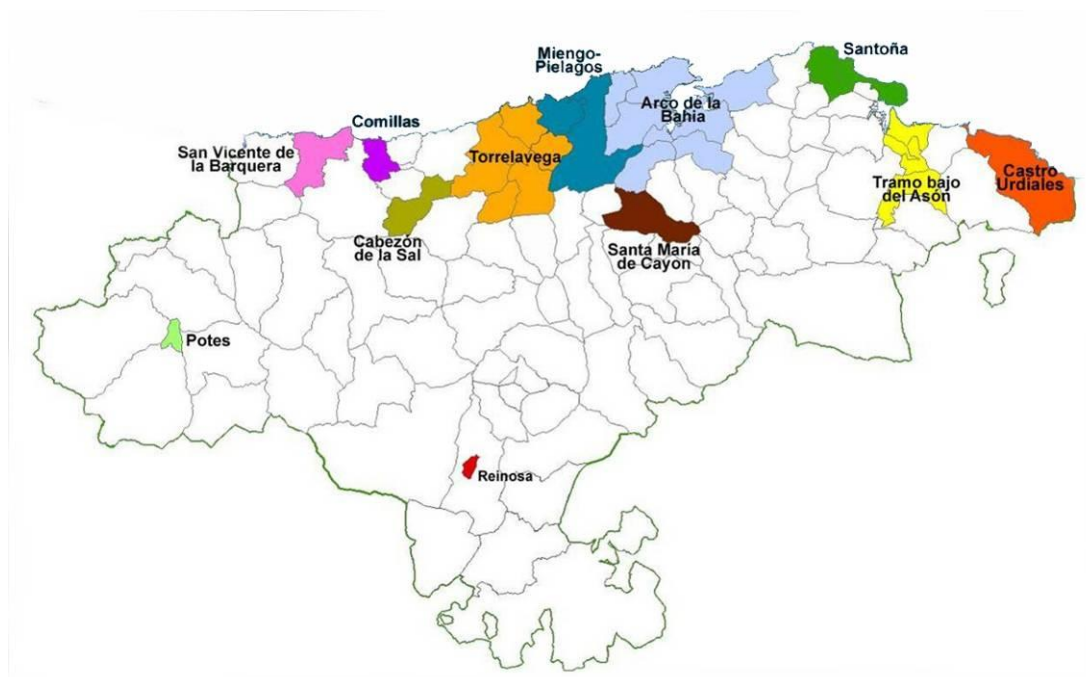 Miengo-
Pielagos
Santoña
Arco de la
Bahia
Comillas
San Vicente de
la Barquera
Torrelavega
Castro
Urdiales
Tramo bajo
del Asón
Cabezón
de la Sal
Santa María
de Cayon
Potes
Reinosa